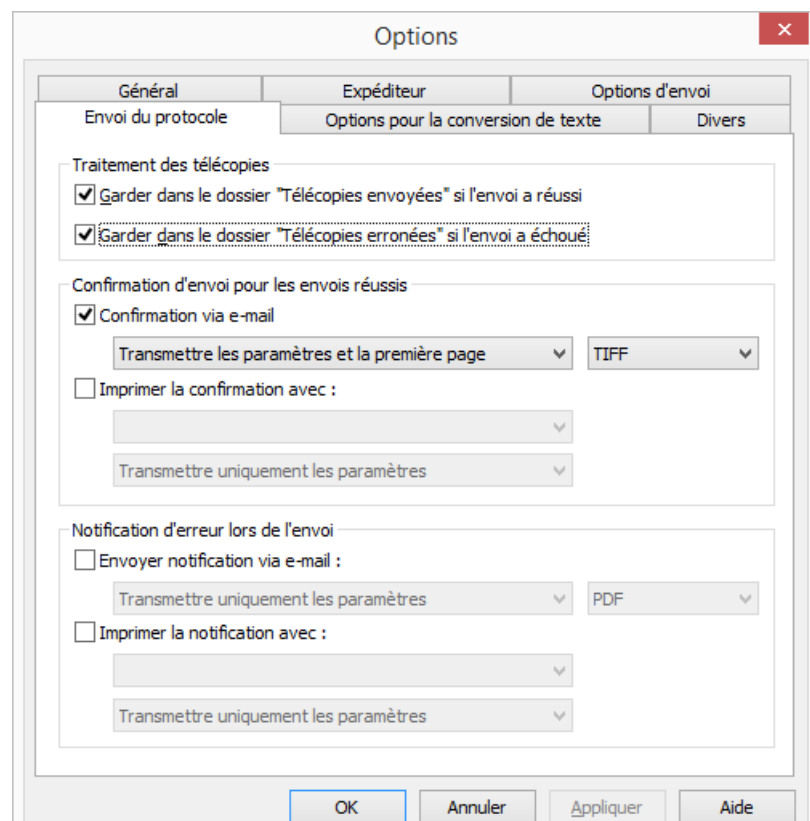 Options
Général Expéditeur Options d'envoi
Envoi du protocole Options pour la conversion de texte Divers
Traitement des télécopies
Garder dans le dossier "Télécopies envoyées" si l'envoi a réussi
Garder dans le dossier "Télécopies erronées" si l'envoi a échoué
Confirmation d'envoi pour les envois réussis
Confirmation via e-mail
Transmettre les paramètres et la première page TIFF
Imprimer la confirmation avec :
Transmettre uniquement les paramètres
Notification d'erreur lors de l'envoi
Envoyer notification via e-mail :
Transmettre uniquement les paramètres PDF
Imprimer la notification avec :
Transmettre uniquement les paramètres
OK Annuler Appliquer Aide